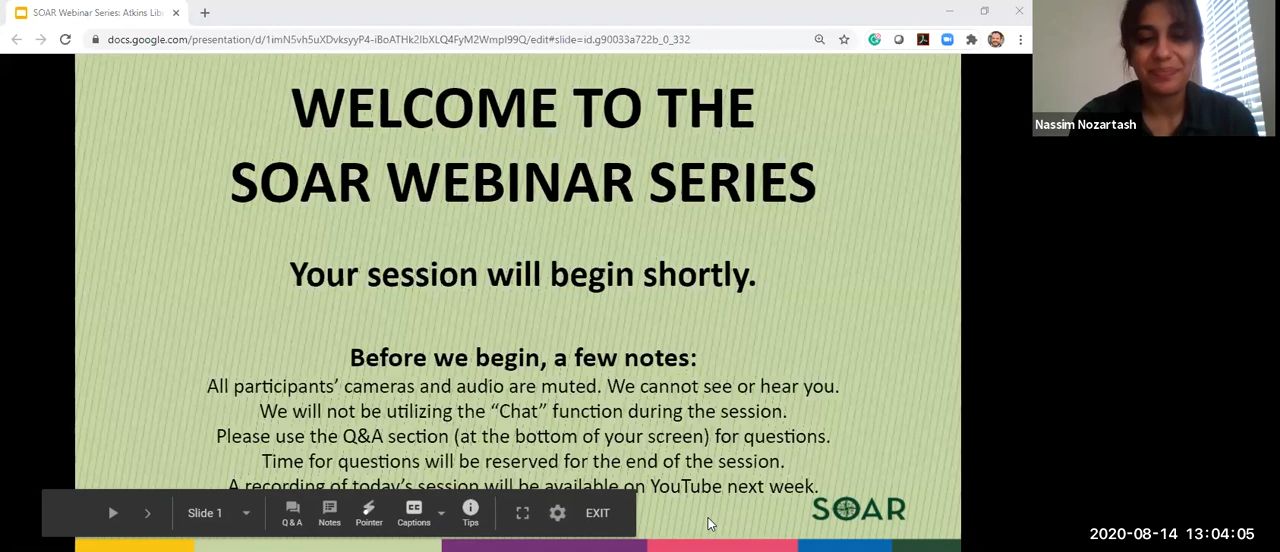 SOAR Webinar Series: Atkins Lib
docs.google.com/presentation/d/1imN5vh5uXDvksyyP4-iBoATHk2IbXLQ4FyM2WmpI99Q/edit#slide=id.g90033a722b_0_332
Nassim Nozartash
WELCOME TO THE
SOAR WEBINAR SERIES
Your session will begin shortly.
Before we begin, a few notes:
All participants’ cameras and audio are muted. We cannot see or hear you.
We will not be utilizing the “Chat” function during the session.
Please use the Q&A section (at the bottom of your screen) for questions.
Time for questions will be reserved for the end of the session.
A recording of today’s session will be available on YouTube next week.
Slide 1
Q & A
Notes
Pointer
Captions
Tips
EXIT
SOAR
2020-08-14 13:04:05